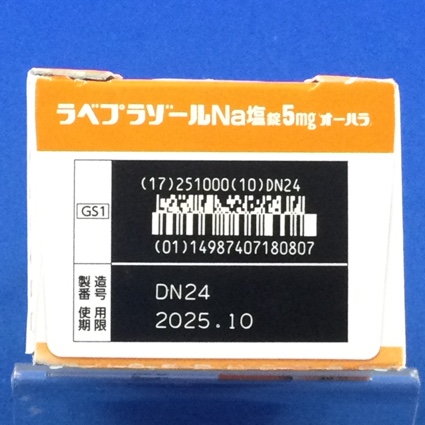 ラベプラゾールNa塩錠5mg「オーハラ」
(17)251000(10)DN24
GS1
(01)14987407180807
製造番号 DN24
使用期限 2025.10